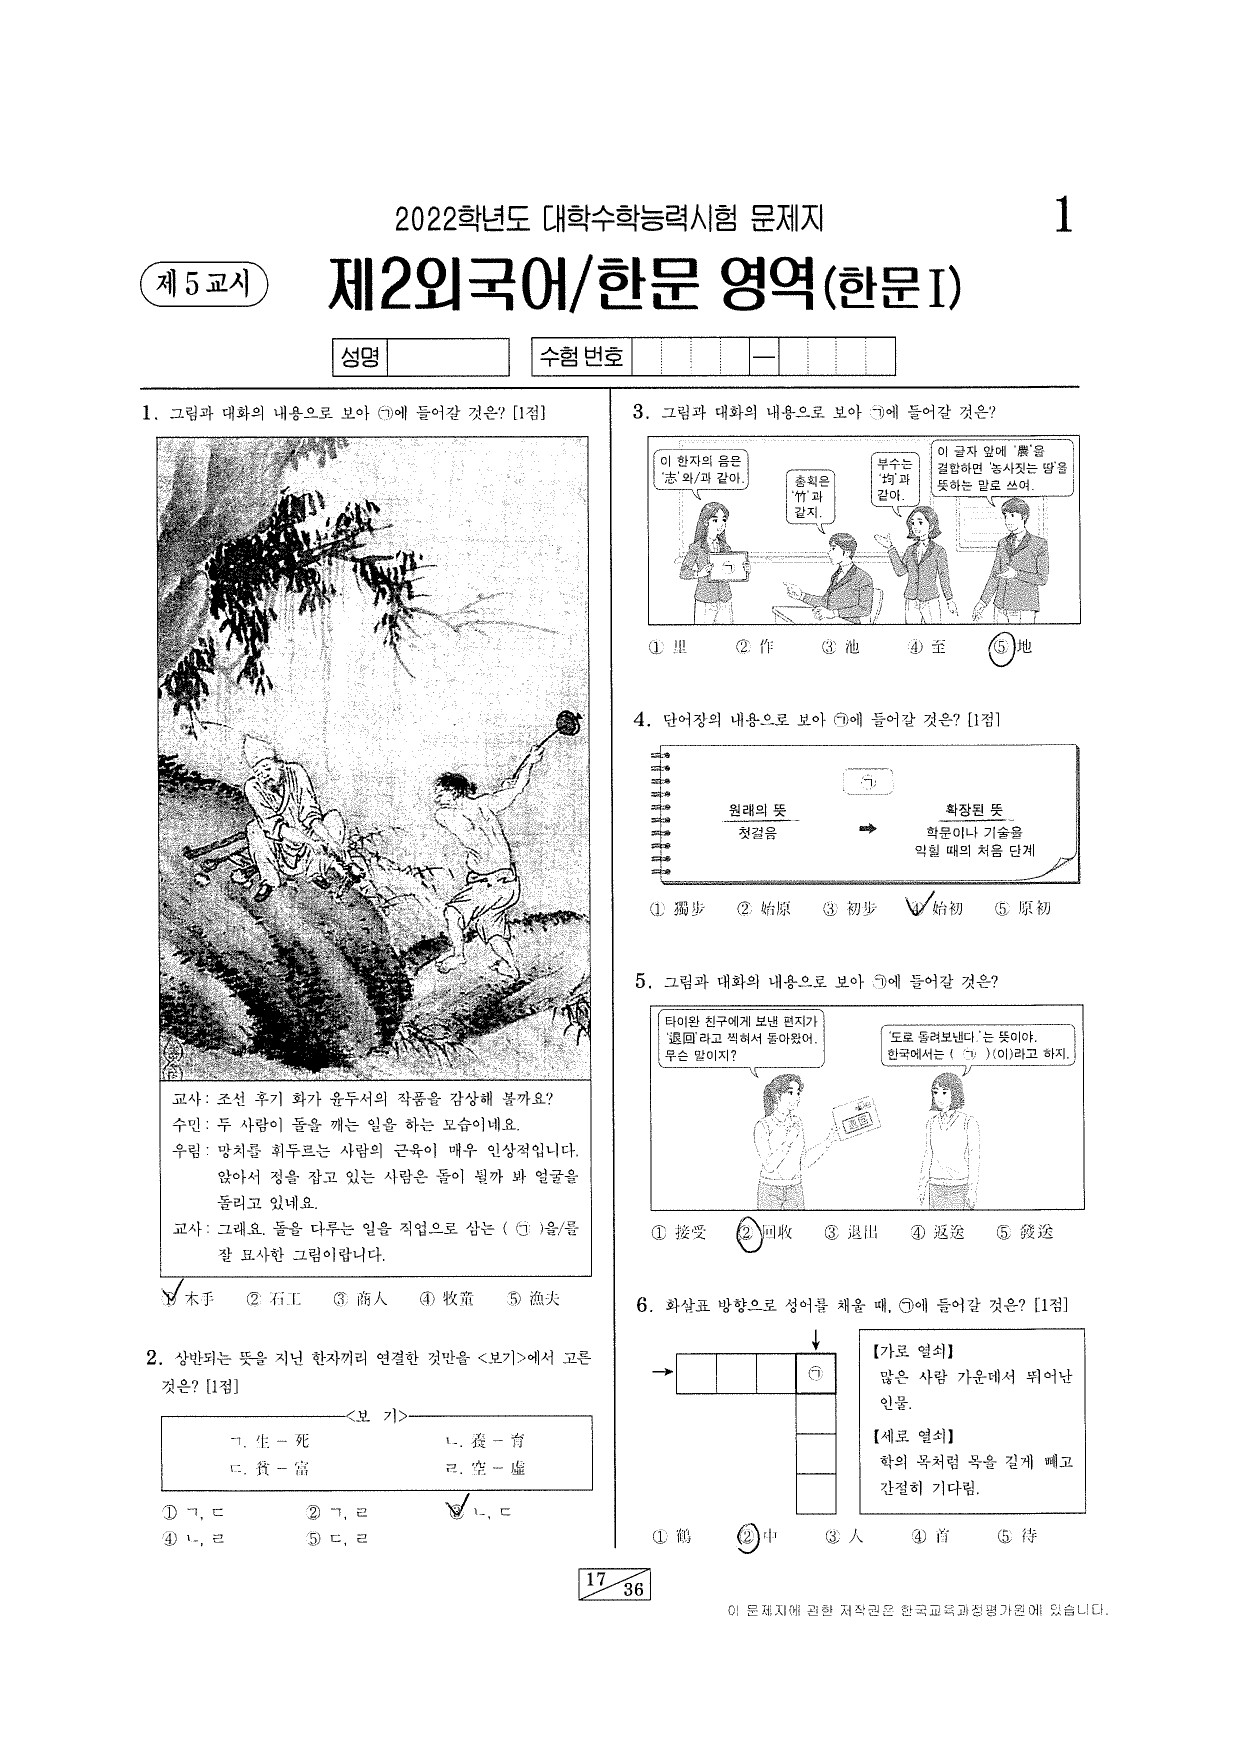 2022학년도 대학수학능력시험 문제지
1
제 5 교시
제2외국어/한문 영역(한문 I)
성명
수험 번호
—
1. 그림과 대화의 내용으로 보아 ㉠에 들어갈 것은? [1점]
교사: 조선 후기 화가 윤두서의 작품을 감상해 볼까요?
수민: 두 사람이 돌을 깨는 일을 하는 모습이네요.
우림: 망치를 휘두르는 사람의 근육이 매우 인상적입니다.
앉아서 정을 잡고 있는 사람은 돌이 튈까 봐 얼굴을
돌리고 있네요.
교사: 그래요. 돌을 다루는 일을 직업으로 삼는 ( ㉠ )을/를
잘 묘사한 그림이랍니다.
① 木手 ② 石工 ③ 商人 ④ 牧童 ⑤ 漁夫
2. 상반되는 뜻을 지닌 한자끼리 연결한 것만을 <보기>에서 고른
것은? [1점]
<보 기>
ㄱ. 生 - 死 ㄴ. 養 - 育
ㄷ. 貧 - 富 ㄹ. 空 - 虛
① ㄱ, ㄷ ② ㄱ, ㄹ ③ ㄴ, ㄷ
④ ㄴ, ㄹ ⑤ ㄷ, ㄹ
3. 그림과 대화의 내용으로 보아 ㉠에 들어갈 것은?
이 한자의 음은
'志'와/과 같아.
총획은
'竹'과
같지.
부수는
'均'과
같아.
이 글자 앞에 '農'을
결합하면 '농사짓는 땅'을
뜻하는 말로 쓰여.
㉠
① 里 ② 作 ③ 池 ④ 至 ⑤ 地
4. 단어장의 내용으로 보아 ㉠에 들어갈 것은? [1점]
㉠
원래의 뜻 확장된 뜻
첫걸음 ➡ 학문이나 기술을
익힐 때의 처음 단계
① 獨步 ② 始原 ③ 初步 ④ 始初 ⑤ 原初
5. 그림과 대화의 내용으로 보아 ㉠에 들어갈 것은?
타이완 친구에게 보낸 편지가
'退回'라고 찍혀서 돌아왔어.
무슨 말이지?
'도로 돌려보낸다.'는 뜻이야.
한국에서는 ( ㉠ )(이)라고 하지.
退回
① 接受 ② 回收 ③ 退出 ④ 返送 ⑤ 發送
6. 화살표 방향으로 성어를 채울 때, ㉠에 들어갈 것은? [1점]
㉠
【가로 열쇠】
많은 사람 가운데서 뛰어난
인물.
【세로 열쇠】
학의 목처럼 목을 길게 빼고
간절히 기다림.
① 鶴 ② 中 ③ 人 ④ 首 ⑤ 待
17
36
이 문제지에 관한 저작권은 한국교육과정평가원에 있습니다.